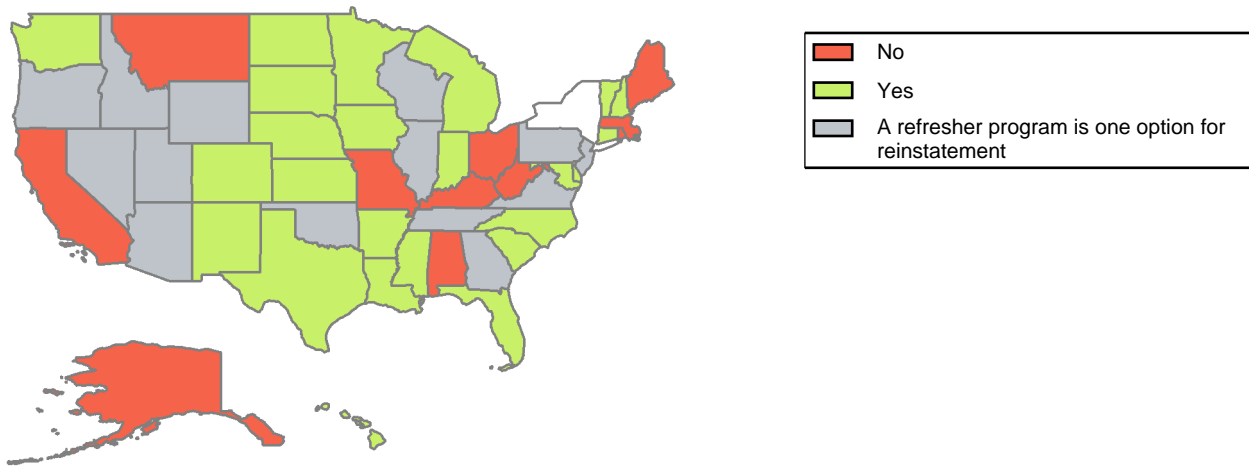 No
Yes
A refresher program is one option for
reinstatement